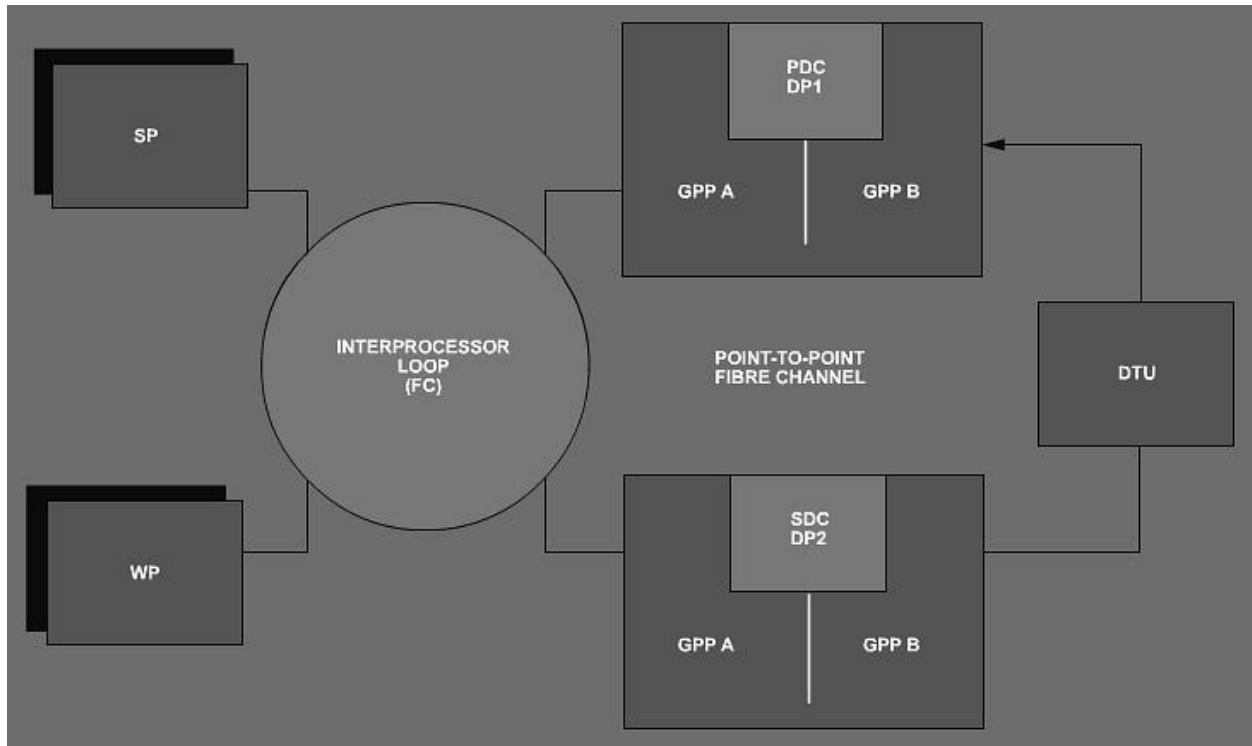 SP
PDC
DP1
GPP A
GPP B
INTERPROCESSOR
LOOP
(FC)
POINT-TO-POINT
FIBRE CHANNEL
DTU
WP
SDC
DP2
GPP A
GPP B